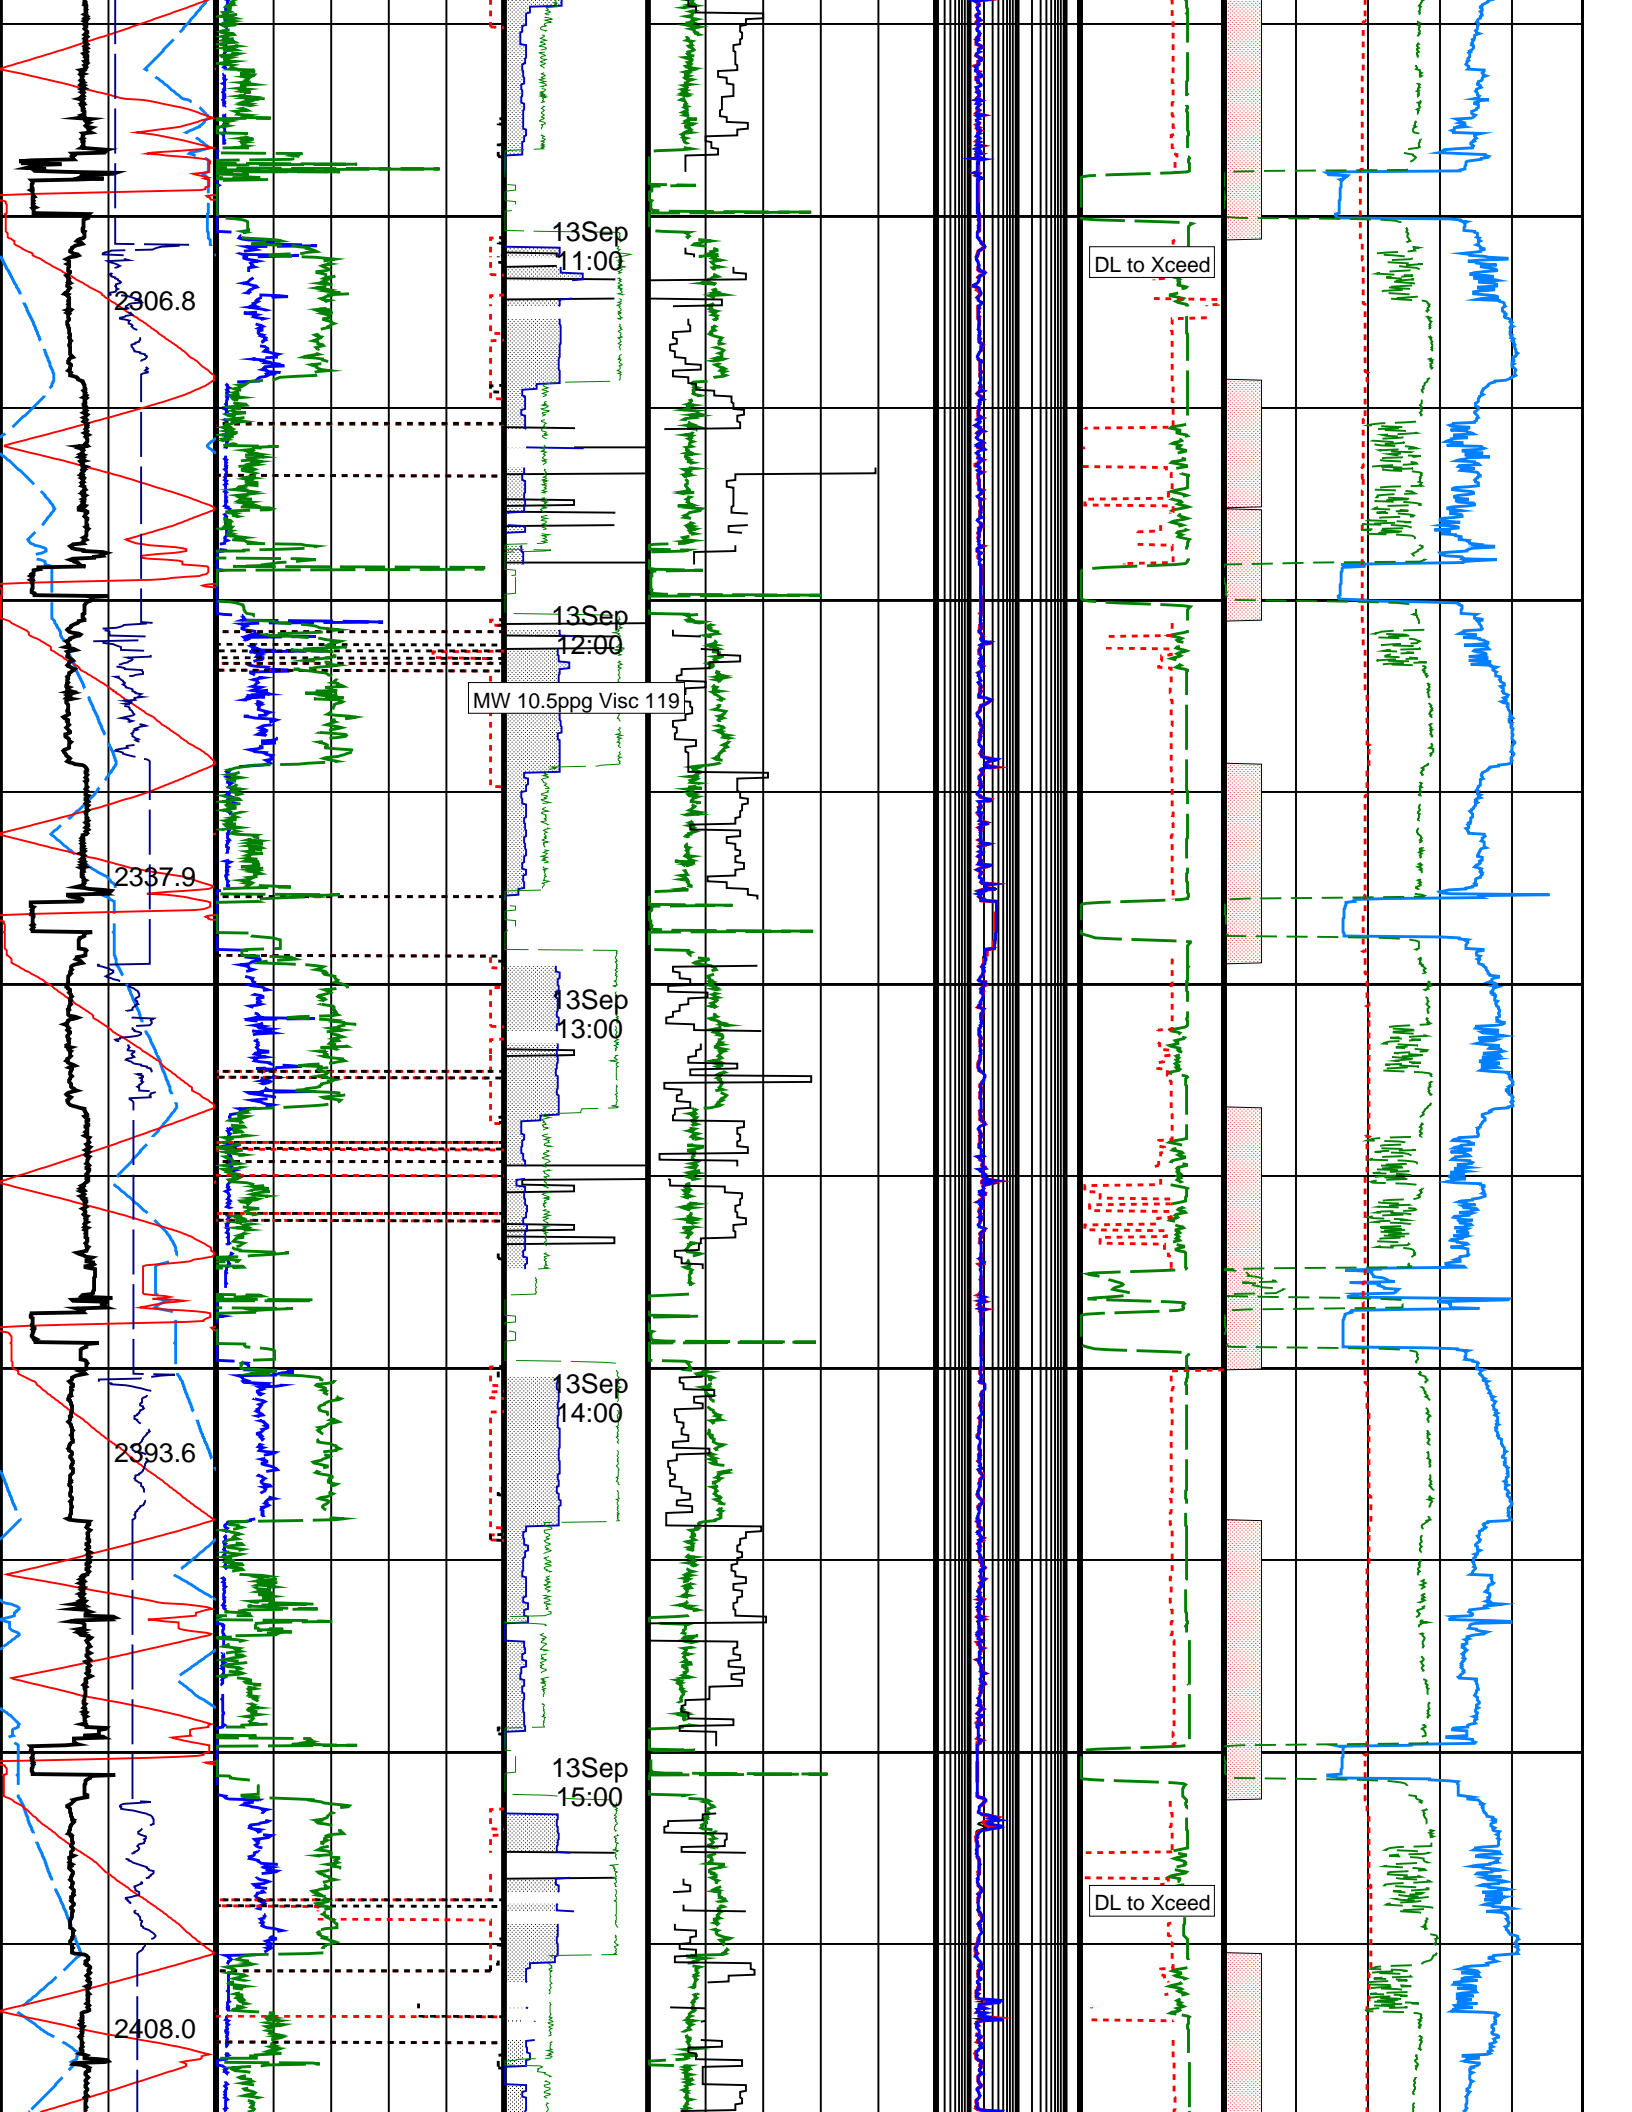 13Sep
11:00
DL to Xceed
2306.8
13Sep
12:00
MW 10.5ppg Visc 119
2337.9
13Sep
13:00
13Sep
14:00
2393.6
13Sep
15:00
DL to Xceed
2408.0